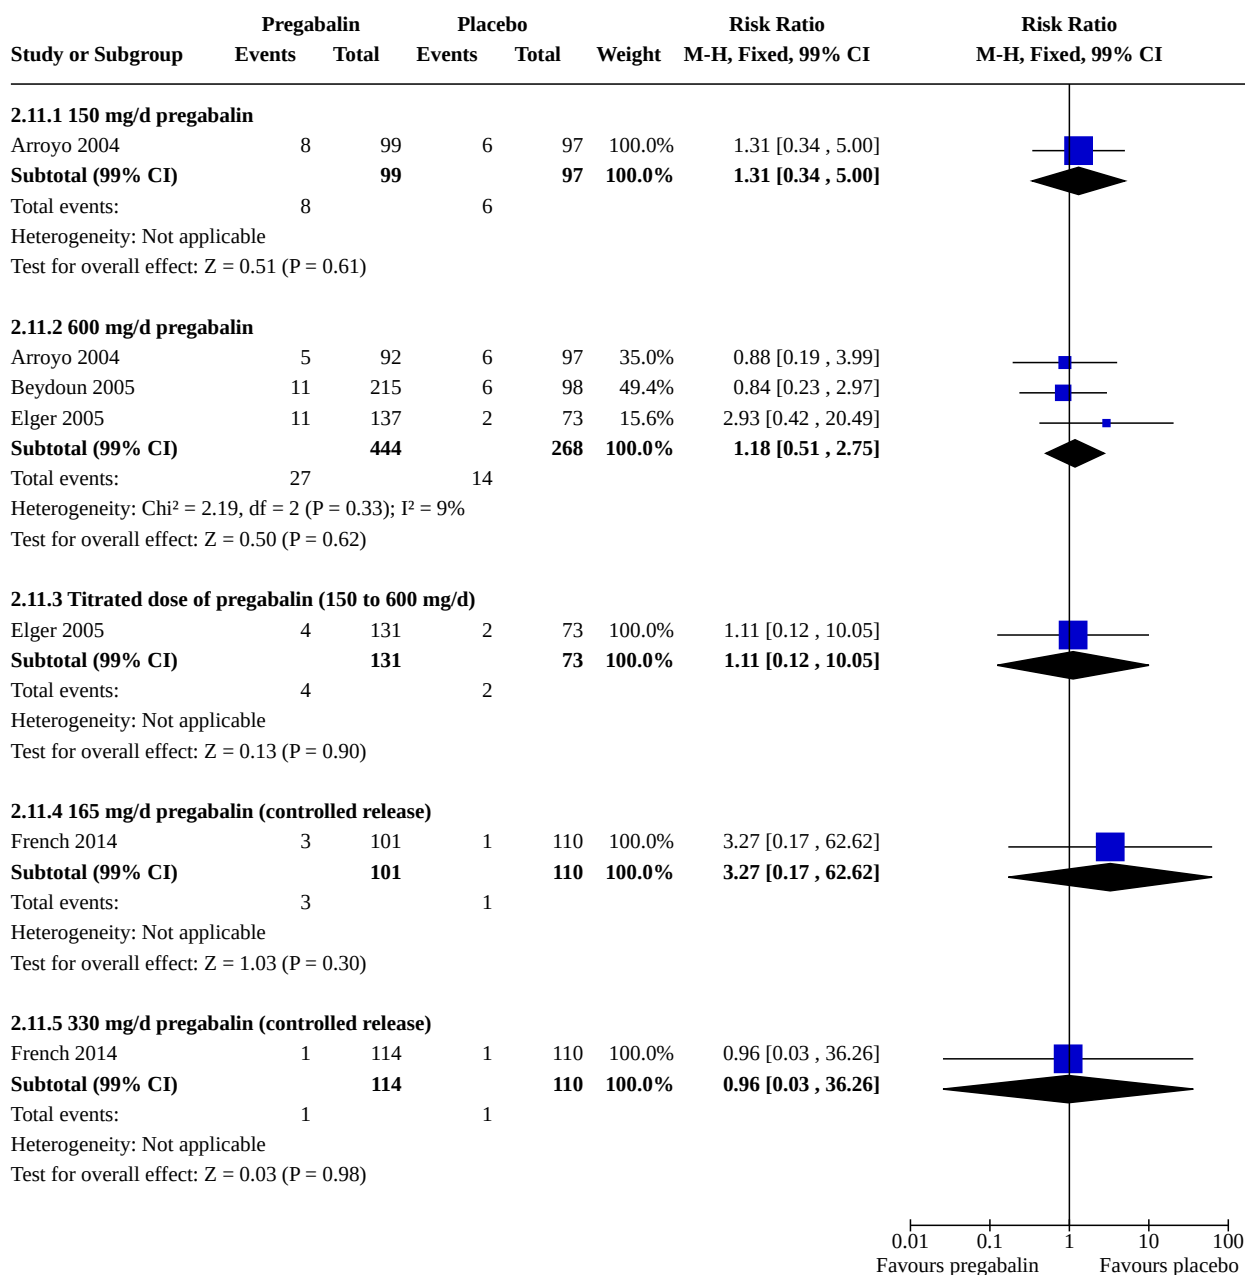 Pregabalin Placebo Risk Ratio Risk Ratio
Study or Subgroup Events Total Events Total Weight M-H, Fixed, 99% CI M-H, Fixed, 99% CI
2.11.1 150 mg/d pregabalin
Arroyo 2004 8 99 6 97 100.0% 1.31 [0.34 , 5.00]
Subtotal (99% CI) 99 97 100.0% 1.31 [0.34 , 5.00]
Total events: 8 6
Heterogeneity: Not applicable
Test for overall effect: Z = 0.51 (P = 0.61)
2.11.2 600 mg/d pregabalin
Arroyo 2004 5 92 6 97 35.0% 0.88 [0.19 , 3.99]
Beydoun 2005 11 215 6 98 49.4% 0.84 [0.23 , 2.97]
Elger 2005 11 137 2 73 15.6% 2.93 [0.42 , 20.49]
Subtotal (99% CI) 444 268 100.0% 1.18 [0.51 , 2.75]
Total events: 27 14
Heterogeneity: Chi² = 2.19, df = 2 (P = 0.33); I² = 9%
Test for overall effect: Z = 0.50 (P = 0.62)
2.11.3 Titrated dose of pregabalin (150 to 600 mg/d)
Elger 2005 4 131 2 73 100.0% 1.11 [0.12 , 10.05]
Subtotal (99% CI) 131 73 100.0% 1.11 [0.12 , 10.05]
Total events: 4 2
Heterogeneity: Not applicable
Test for overall effect: Z = 0.13 (P = 0.90)
2.11.4 165 mg/d pregabalin (controlled release)
French 2014 3 101 1 110 100.0% 3.27 [0.17 , 62.62]
Subtotal (99% CI) 101 110 100.0% 3.27 [0.17 , 62.62]
Total events: 3 1
Heterogeneity: Not applicable
Test for overall effect: Z = 1.03 (P = 0.30)
2.11.5 330 mg/d pregabalin (controlled release)
French 2014 1 114 1 110 100.0% 0.96 [0.03 , 36.26]
Subtotal (99% CI) 114 110 100.0% 0.96 [0.03 , 36.26]
Total events: 1 1
Heterogeneity: Not applicable
Test for overall effect: Z = 0.03 (P = 0.98)
0.01 0.1 1 10 100
Favours pregabalin Favours placebo